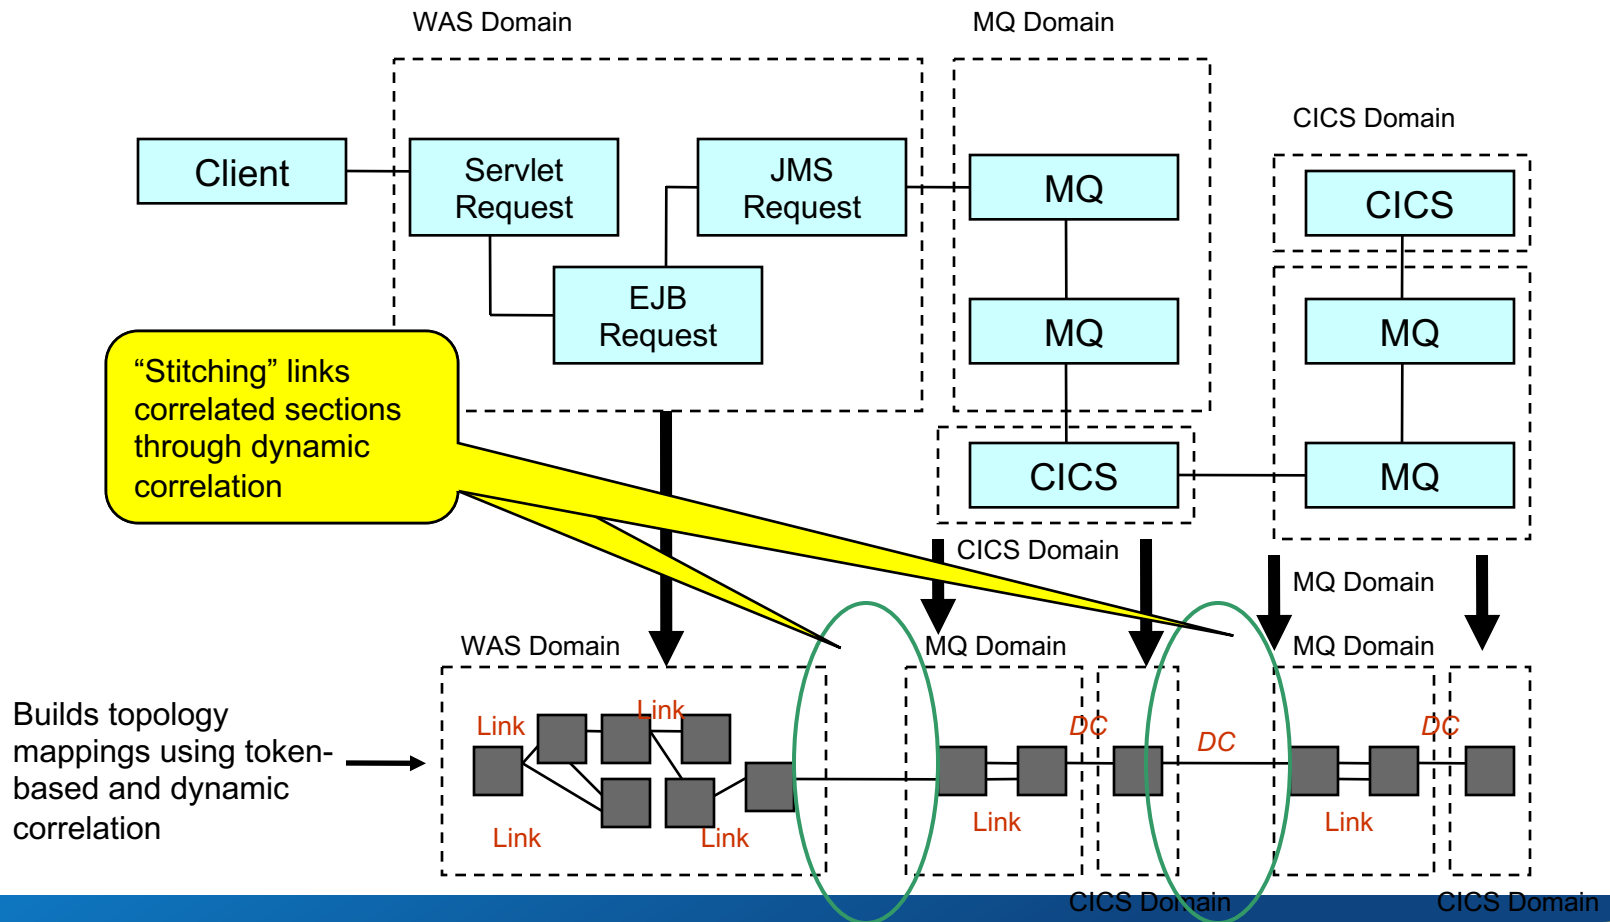 WAS Domain
MQ Domain
CICS Domain
Client
Servlet
Request
JMS
Request
MQ
CICS
EJB
Request
MQ
MQ
“Stitching” links
correlated sections
through dynamic
correlation
CICS
MQ
CICS Domain
MQ Domain
WAS Domain
MQ Domain
MQ Domain
Builds topology
mappings using token-
based and dynamic
correlation
Link
Link
Link
Link
DC
Link
DC
DC
Link
CICS Domain
CICS Domain